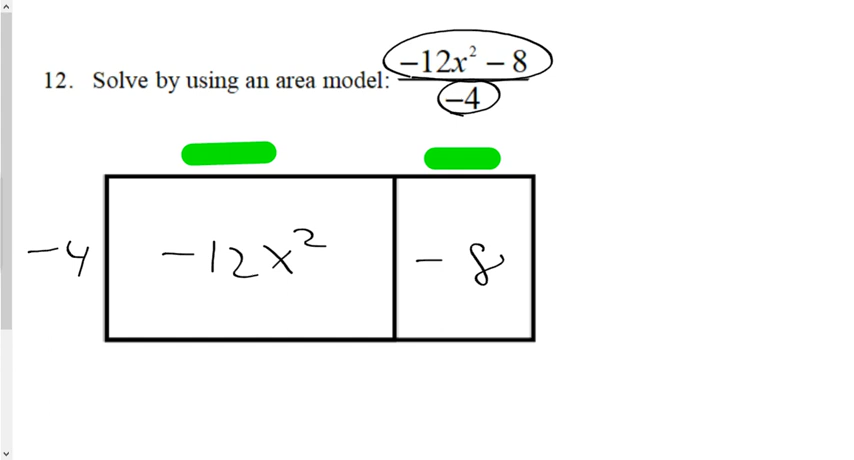 12. Solve by using an area model: −12x² − 8
−4
−4 −12x² − 8